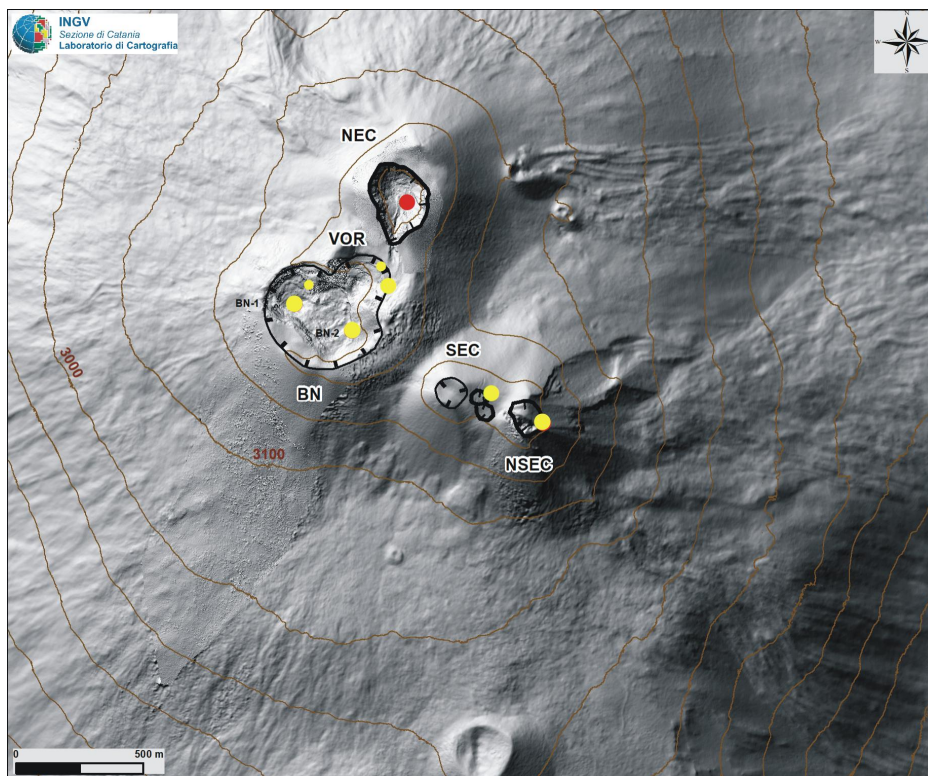 INGV
Sezione di Catania
Laboratorio di Cartografia
N
W
S
NEC
VOR
BN-1
BN-2
BN
SEC
NSEC
3000
3100
0
500 m